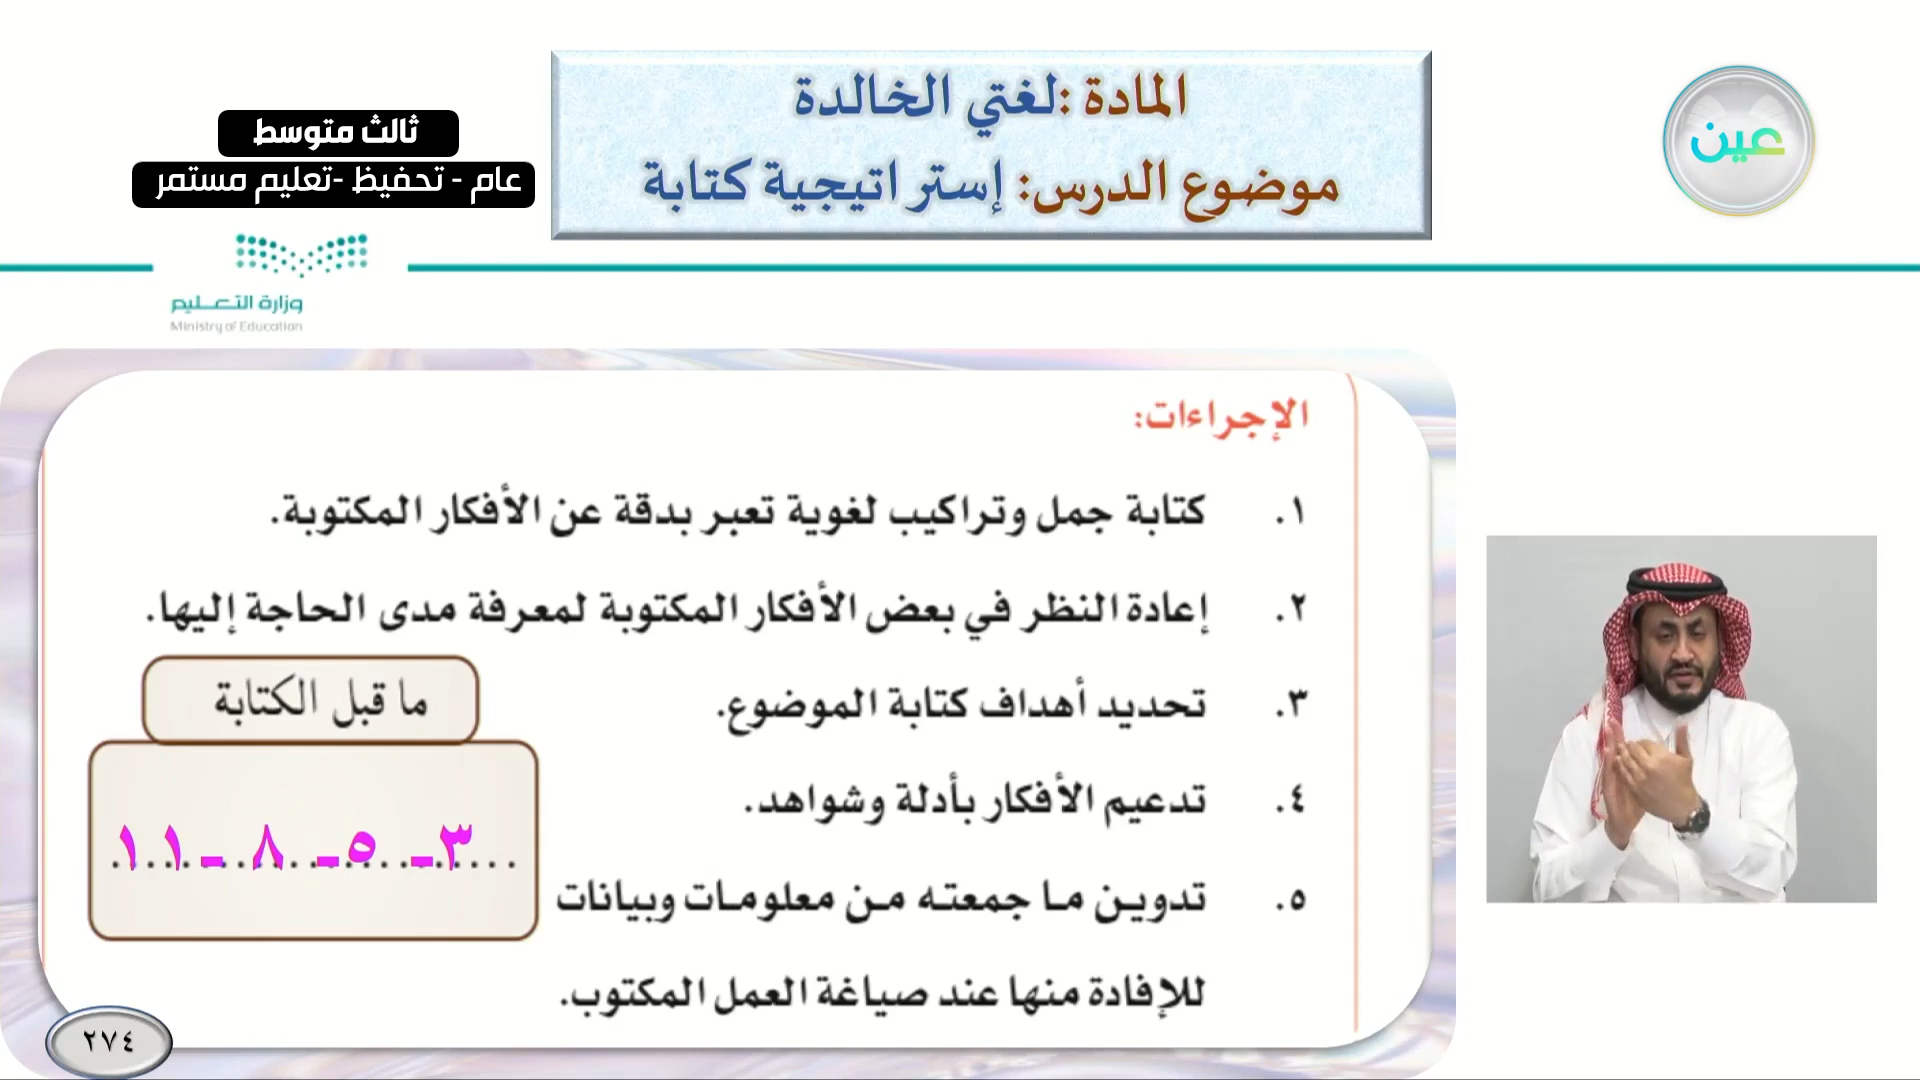 المادة :لغتي الخالدة
موضوع الدرس: إستراتيجية كتابة
ثالث متوسط
عام - تحفيظ -تعليم مستمر
عين
وزارة التعليم
Ministry of Education
الإجراءات:
١. كتابة جمل وتراكيب لغوية تعبر بدقة عن الأفكار المكتوبة.
٢. إعادة النظر في بعض الأفكار المكتوبة لمعرفة مدى الحاجة إليها.
٣. تحديد أهداف كتابة الموضوع.
٤. تدعيم الأفكار بأدلة وشواهد.
٥. تدوين ما جمعته من معلومات وبيانات
للإفادة منها عند صياغة العمل المكتوب.
ما قبل الكتابة
٣- ٥- ٨ -١١
٢٧٤